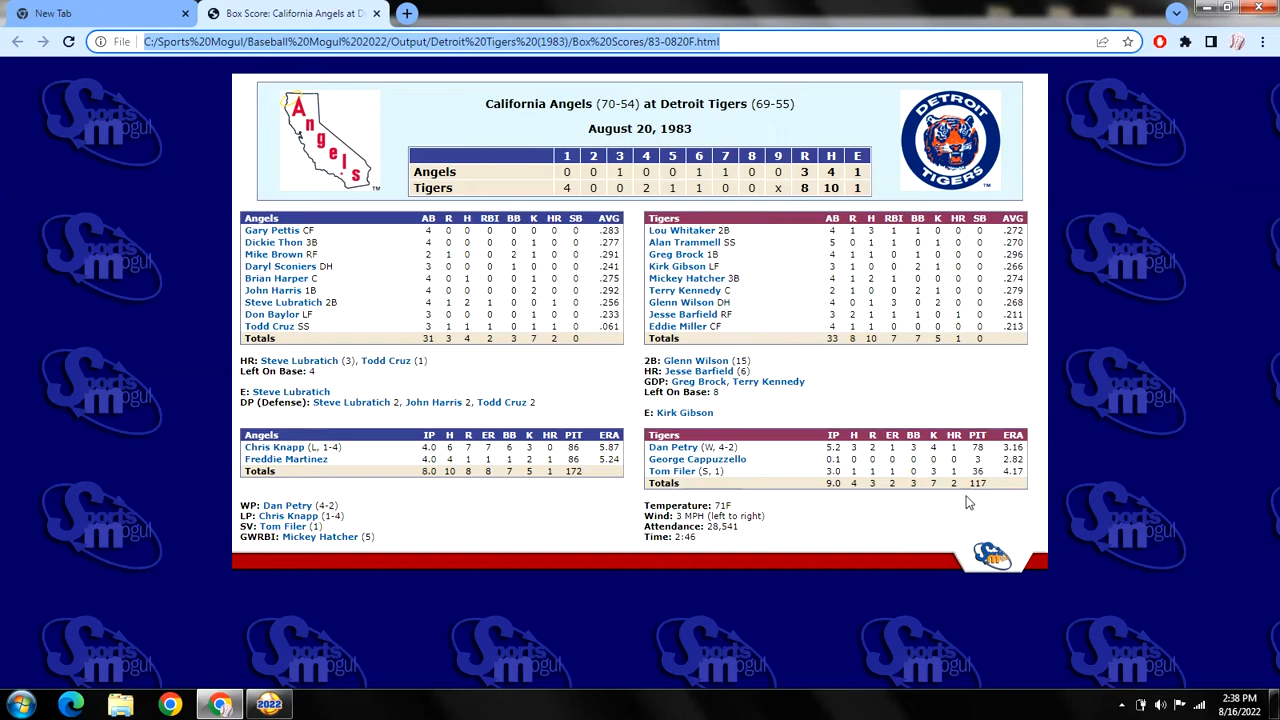 New Tab
Box Score: California Angels at D
File C:/Sports%20Mogul/Baseball%20Mogul%202022/Output/Detroit%20Tigers%20(1983)/Box%20Scores/83-0820F.html
Angels
TM
California Angels (70-54) at Detroit Tigers (69-55)
August 20, 1983
DETROIT TIGERS
TM
1 2 3 4 5 6 7 8 9 R H E
Angels 0 0 1 0 0 1 1 0 0 3 4 1
Tigers 4 0 0 2 1 1 0 0 x 8 10 1
Angels AB R H RBI BB K HR SB AVG
Gary Pettis CF 4 0 0 0 0 0 0 0 .283
Dickie Thon 3B 4 0 0 0 0 1 0 0 .277
Mike Brown RF 2 1 0 0 2 1 0 0 .291
Daryl Sconiers DH 3 0 0 0 1 0 0 0 .241
Brian Harper C 4 0 1 0 0 1 0 0 .275
John Harris 1B 4 0 0 0 0 2 0 0 .292
Steve Lubratich 2B 4 1 2 1 0 0 1 0 .256
Don Baylor LF 3 0 0 0 0 1 0 0 .233
Todd Cruz SS 3 1 1 1 0 1 1 0 .061
Totals 31 3 4 2 3 7 2 0
HR: Steve Lubratich (3), Todd Cruz (1)
Left On Base: 4
E: Steve Lubratich
DP (Defense): Steve Lubratich 2, John Harris 2, Todd Cruz 2
Tigers AB R H RBI BB K HR SB AVG
Lou Whitaker 2B 4 1 3 1 1 0 0 0 .272
Alan Trammell SS 5 0 1 1 0 1 0 0 .270
Greg Brock 1B 4 1 1 0 1 0 0 0 .296
Kirk Gibson LF 3 1 0 0 2 1 0 0 .266
Mickey Hatcher 3B 4 1 2 1 0 0 0 0 .274
Terry Kennedy C 2 1 0 0 2 1 0 0 .279
Glenn Wilson DH 4 0 1 3 0 2 0 0 .268
Jesse Barfield RF 3 2 1 1 1 0 1 0 .211
Eddie Miller CF 4 1 1 0 0 0 0 0 .213
Totals 33 8 10 7 7 5 1 0
2B: Glenn Wilson (15)
HR: Jesse Barfield (6)
GDP: Greg Brock, Terry Kennedy
Left On Base: 8
E: Kirk Gibson
Angels IP H R ER BB K HR PIT ERA
Chris Knapp (L, 1-4) 4.0 6 7 7 6 3 0 86 5.87
Freddie Martinez 4.0 4 1 1 1 2 1 86 5.24
Totals 8.0 10 8 8 7 5 1 172
Tigers IP H R ER BB K HR PIT ERA
Dan Petry (W, 4-2) 5.2 3 2 1 3 4 1 78 3.16
George Cappuzzello 0.1 0 0 0 0 0 0 3 2.82
Tom Filer (S, 1) 3.0 1 1 1 0 3 1 36 4.17
Totals 9.0 4 3 2 3 7 2 117
WP: Dan Petry (4-2)
LP: Chris Knapp (1-4)
SV: Tom Filer (1)
GWRBI: Mickey Hatcher (5)
Temperature: 71F
Wind: 3 MPH (left to right)
Attendance: 28,541
Time: 2:46
Sports Mogul
2022
2:38 PM
8/16/2022